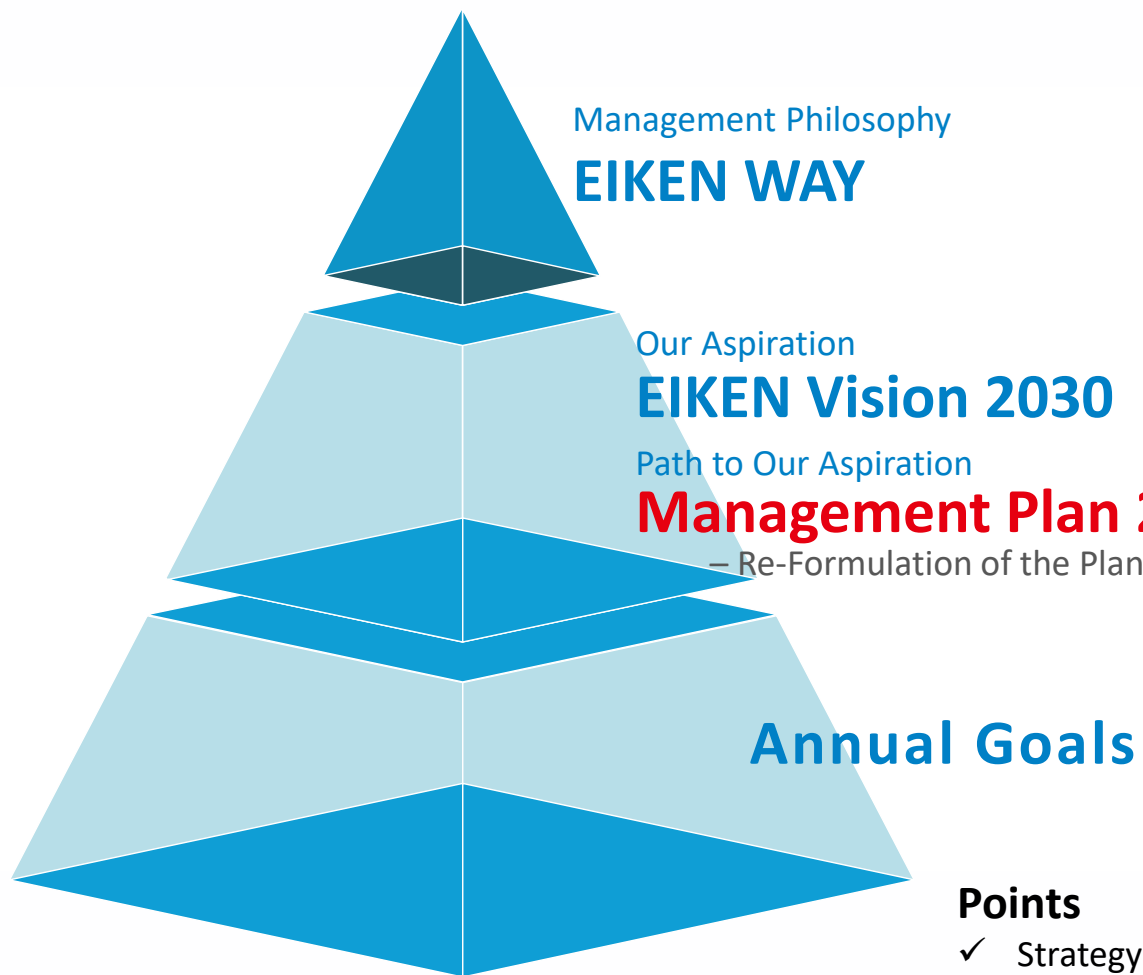 Management Philosophy
EIKEN WAY
Our Aspiration
EIKEN Vision 2030
Path to Our Aspiration
Management Plan
– Re-Formulation of the Plan
Annual Goals
Points
✓ Strategy